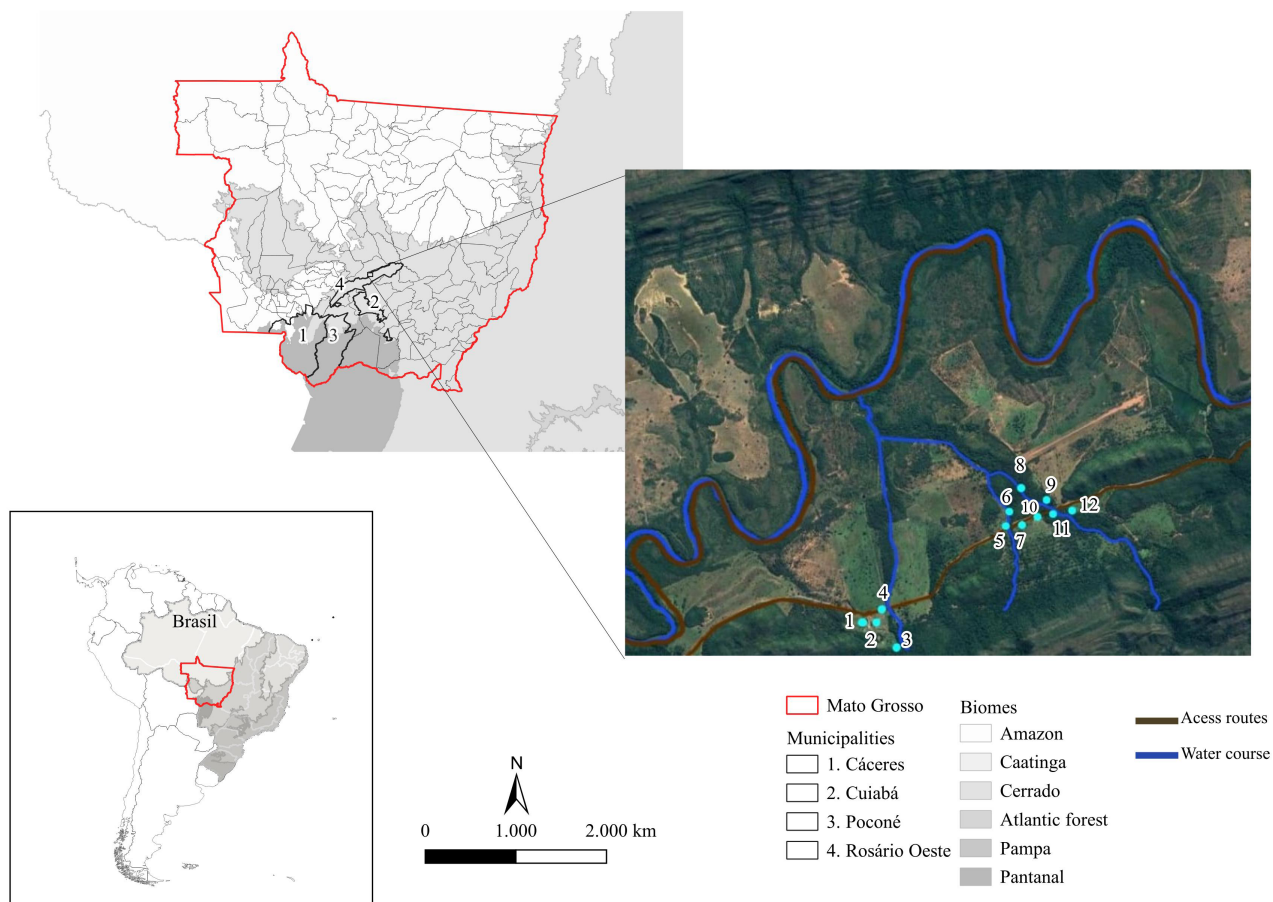 4
2
1
3
4
8
9
6
10
12
5
7
11
4
1
2
3
Brasil
N
0
1.000
2.000 km
Mato Grosso
Municipalities
1. Cáceres
2. Cuiabá
3. Poconé
4. Rosário Oeste
Biomes
Amazon
Caatinga
Cerrado
Atlantic forest
Pampa
Pantanal
Acess routes
Water course